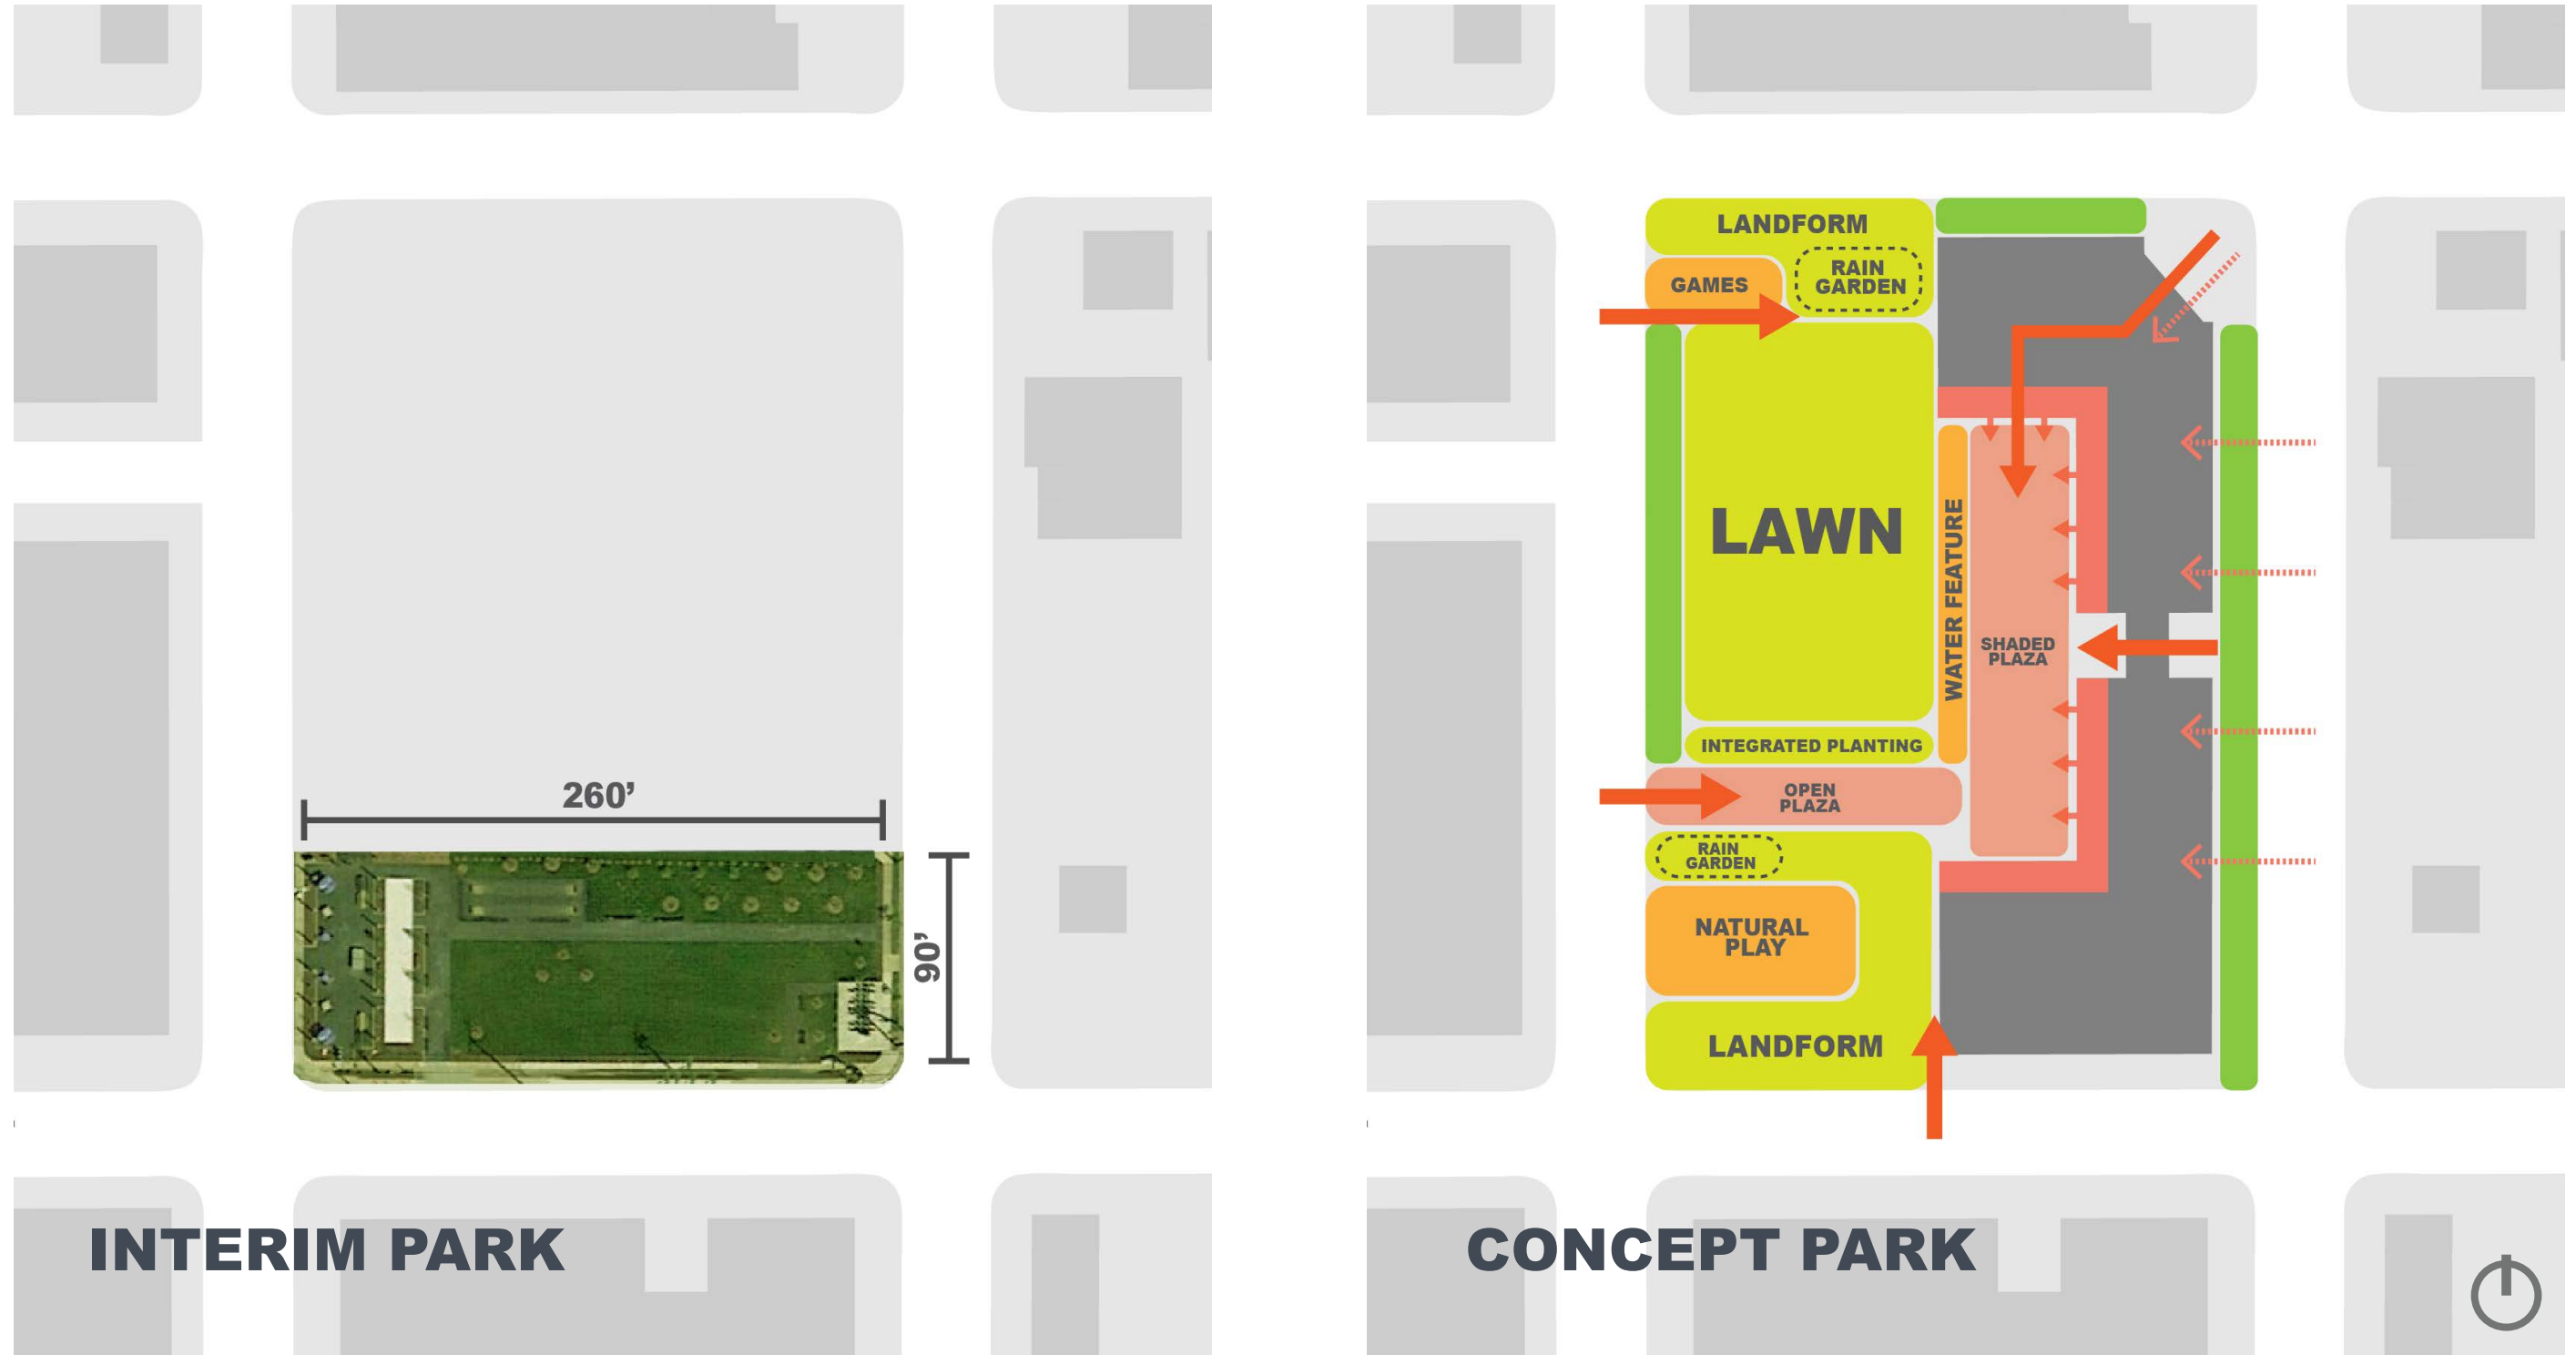 260’
90’
INTERIM PARK
LANDFORM
RAIN
GARDEN
GAMES
LAWN
WATER FEATURE
SHADED
PLAZA
INTEGRATED PLANTING
OPEN
PLAZA
RAIN
GARDEN
NATURAL
PLAY
LANDFORM
CONCEPT PARK